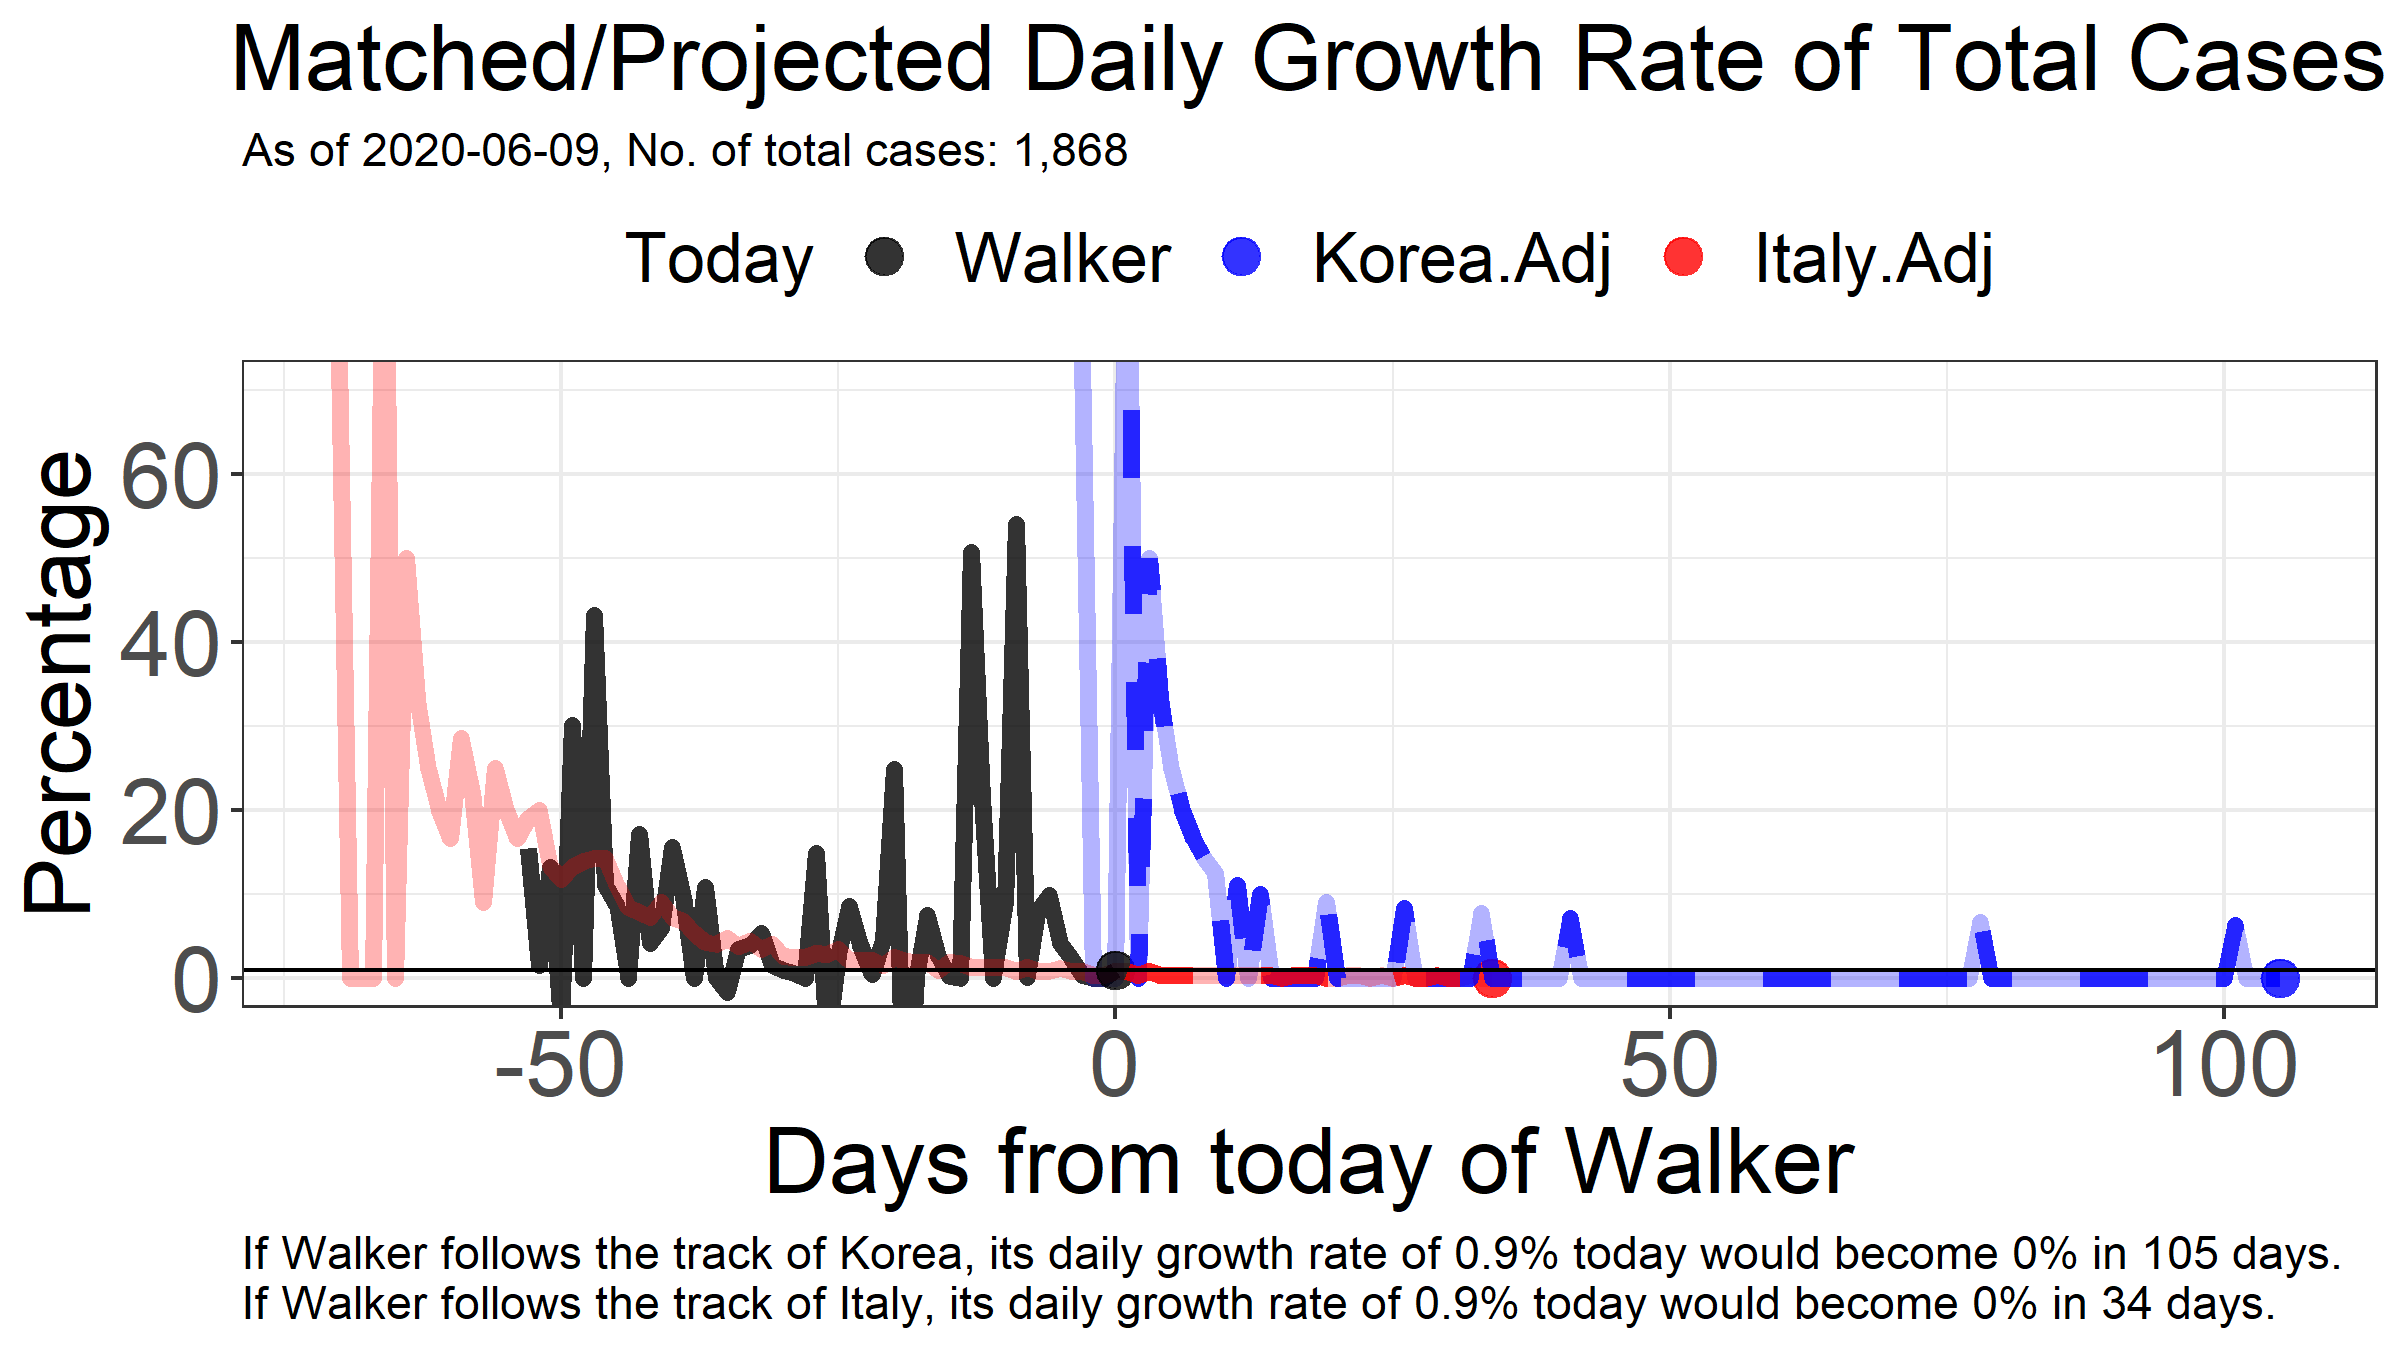 Matched/Projected Daily Growth Rate of Total Cases
As of 2020-06-09, No. of total cases: 1,868
Today Walker Korea.Adj Italy.Adj
Percentage
60
40
20
0
-50 0 50 100
Days from today of Walker
If Walker follows the track of Korea, its daily growth rate of 0.9% today would become 0% in 105 days.
If Walker follows the track of Italy, its daily growth rate of 0.9% today would become 0% in 34 days.